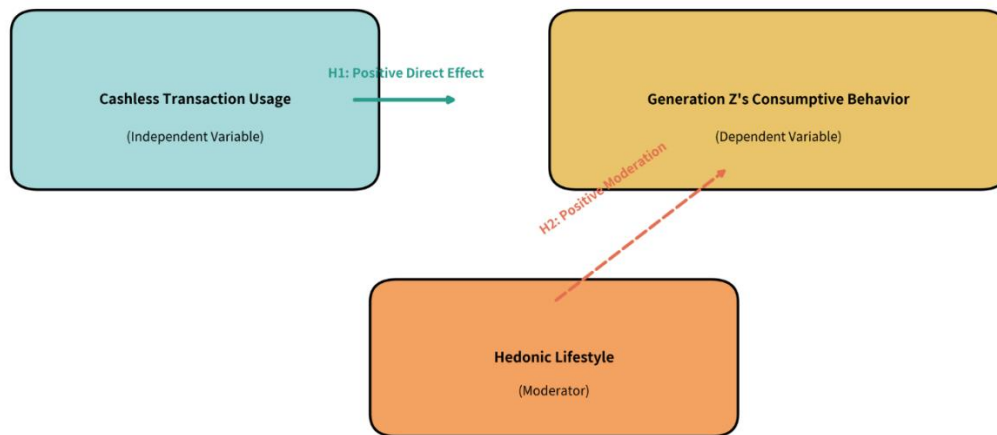 H1: Positive Direct Effect
Cashless Transaction Usage
(Independent Variable)
Generation Z's Consumptive Behavior
(Dependent Variable)
H2: Positive Moderation
Hedonic Lifestyle
(Moderator)